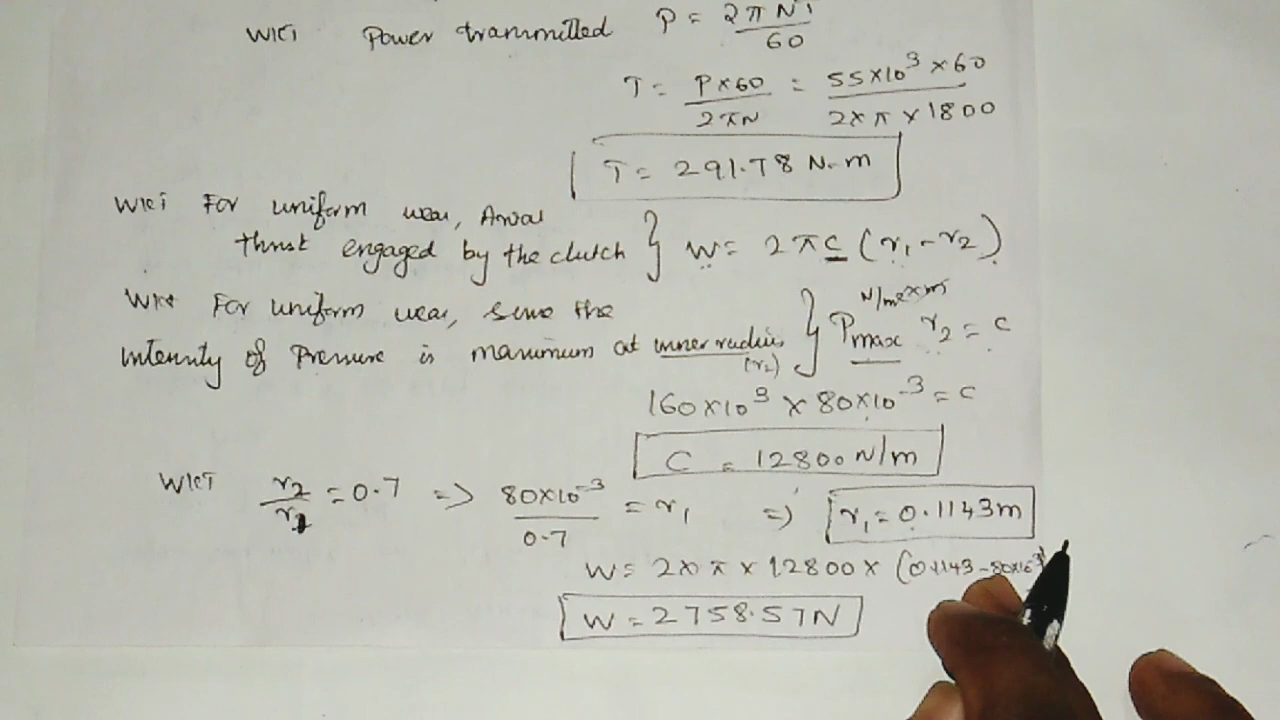 WKT Power transmitted P = 2πNT / 60
T = P×60 / 2πN = 55×10³ × 60 / 2×π×1800
T = 291.78 N-m
WKT For uniform wear, Axial
thrust engaged by the clutch } W = 2πC (r₁-r₂)
WKT For uniform wear, since the
intensity of Pressure is maximum at inner radius (r₂) } Pmax r₂ = C
N/m²×m
160×10³ × 80×10⁻³ = C
C = 12800 N/m
WKT r₂ / r₁ = 0.7 => 80×10⁻³ / 0.7 = r₁ => r₁ = 0.1143m
W = 2×π×12800× (0.1143-80×10⁻³)
W = 2758.57N